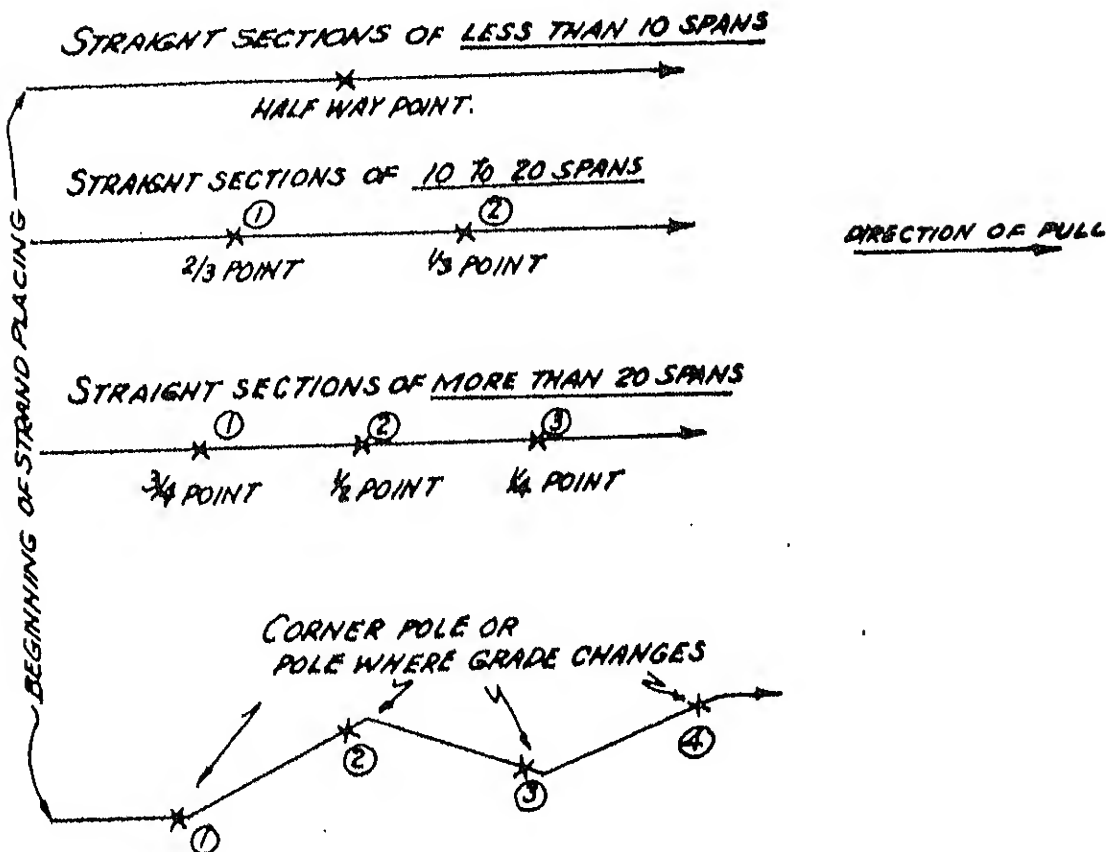 STRAIGHT SECTIONS OF LESS THAN 10 SPANS
HALF WAY POINT.
STRAIGHT SECTIONS OF 10 TO 20 SPANS
① ②
2/3 POINT 1/3 POINT
DIRECTION OF PULL
BEGINNING OF STRAND PLACING
STRAIGHT SECTIONS OF MORE THAN 20 SPANS
① ② ③
3/4 POINT 1/2 POINT 1/4 POINT
CORNER POLE OR
POLE WHERE GRADE CHANGES
① ② ③ ④